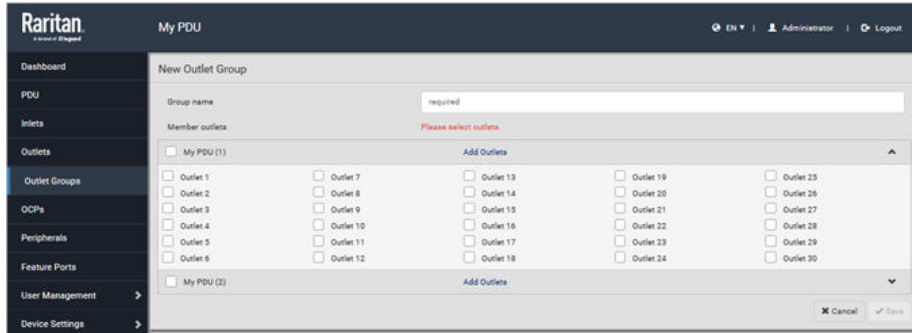 Raritan.
A brand of Legrand
My PDU
EN
Administrator
Logout
Dashboard
PDU
Inlets
Outlets
Outlet Groups
OCPs
Peripherals
Feature Ports
User Management
Device Settings
New Outlet Group
Group name required
Member outlets Please select outlets.
My PDU (1) Add Outlets
Outlet 1 Outlet 7 Outlet 13 Outlet 19 Outlet 25
Outlet 2 Outlet 8 Outlet 14 Outlet 20 Outlet 26
Outlet 3 Outlet 9 Outlet 15 Outlet 21 Outlet 27
Outlet 4 Outlet 10 Outlet 16 Outlet 22 Outlet 28
Outlet 5 Outlet 11 Outlet 17 Outlet 23 Outlet 29
Outlet 6 Outlet 12 Outlet 18 Outlet 24 Outlet 30
My PDU (2) Add Outlets
Cancel Save